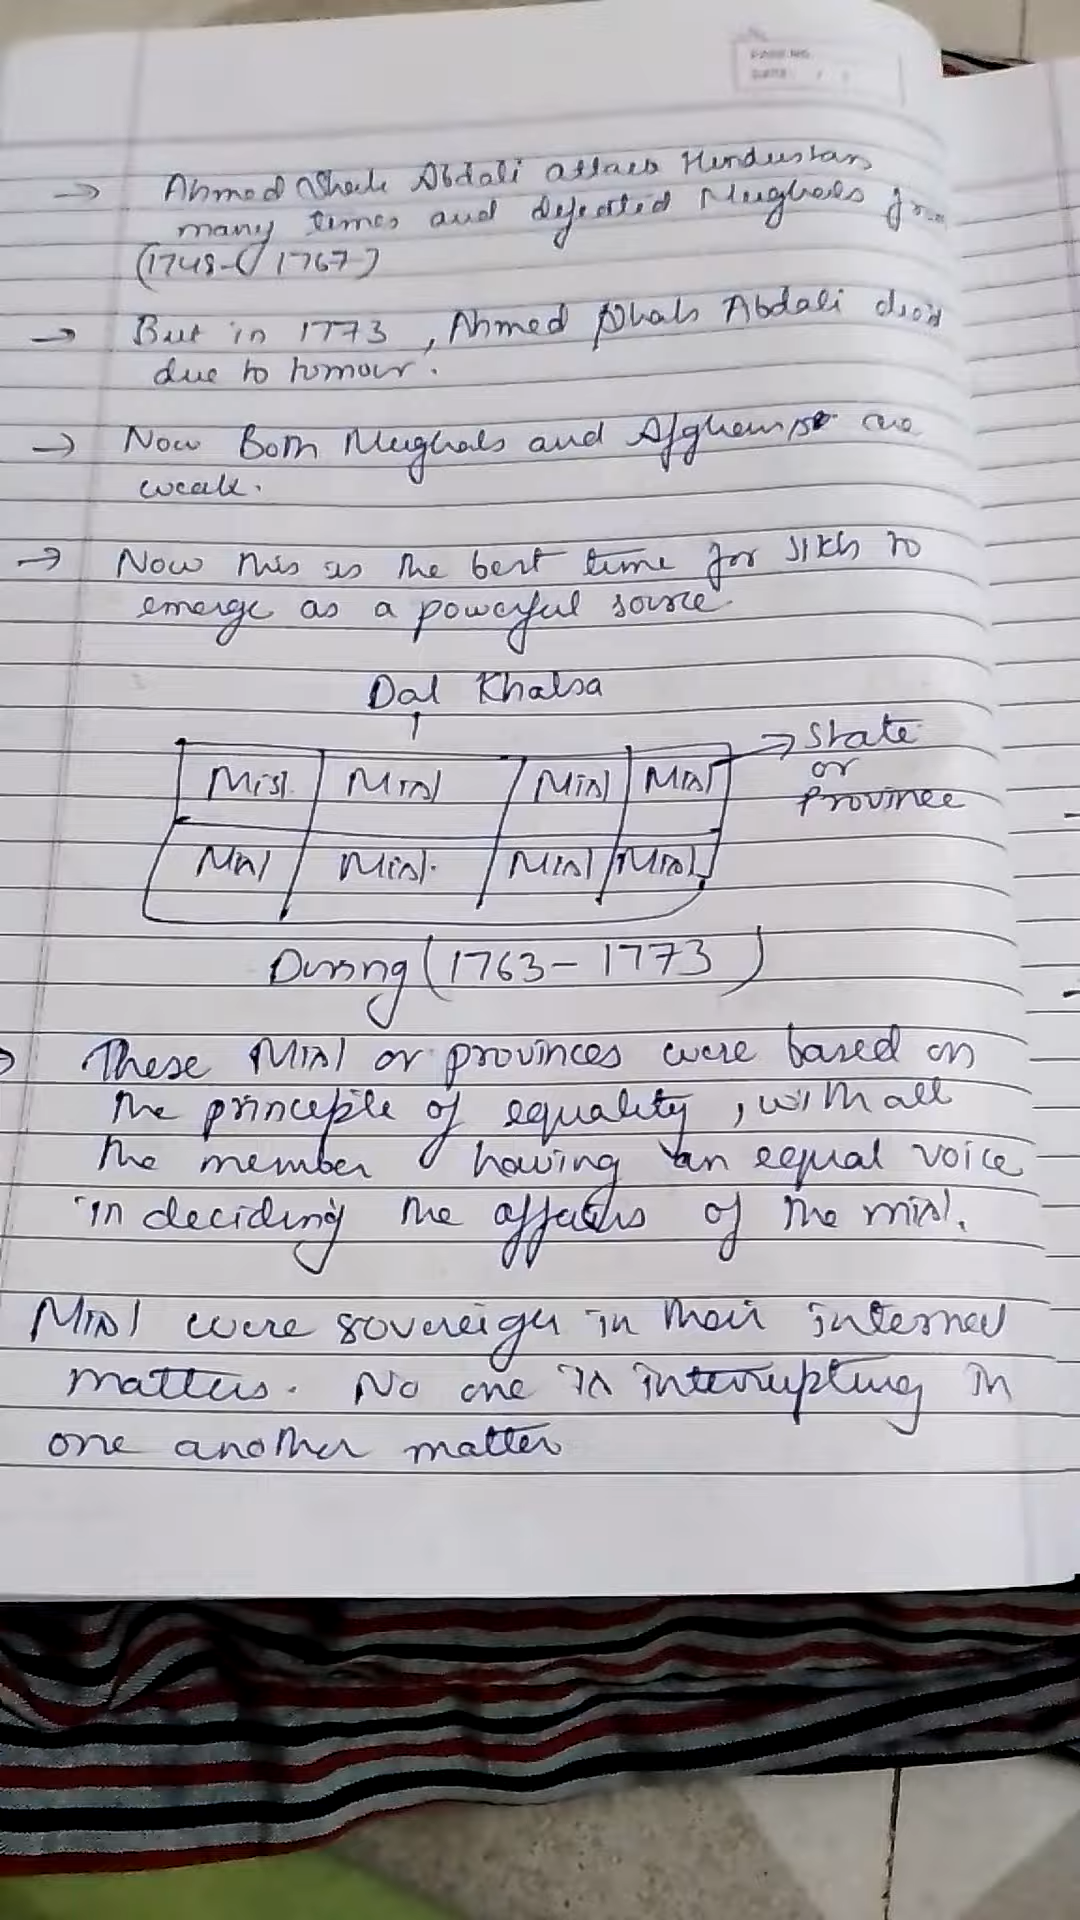 PAGE NO.
DATE: / /
→ Ahmed Shah Abdali attacs Hindustan
many times and defeated Mughals from
(1748-1767)
→ But in 1773, Ahmed Shah Abdali died
due to tumour.
→ Now Both Mughals and Afghans are
weak.
→ Now this is the best time for Sikh to
emerge as a powerful source
Dal Khalsa
Misl. Misl Misl Misl → State
or
Province
Misl Misl. Misl Misl
During (1763 - 1773)
These Misl or provinces were based on
the principle of equality, with all
the member having an equal voice
in deciding the affairs of the misl.
Misl were sovereign in their internal
matters. No one is interrupting in
one another matter